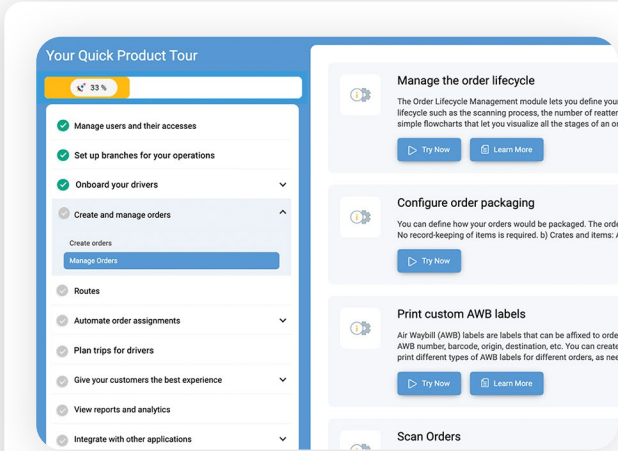 Your Quick Product Tour
33 %
Manage users and their accesses
Set up branches for your operations
Onboard your drivers
Create and manage orders
Create orders
Manage Orders
Routes
Automate order assignments
Plan trips for drivers
Give your customers the best experience
View reports and analytics
Integrate with other applications
Manage the order lifecycle
The Order Lifecycle Management module lets you define your
lifecycle such as the scanning process, the number of reatter
simple flowcharts that let you visualize all the stages of an or
Try Now
Learn More
Configure order packaging
You can define how your orders would be packaged. The orde
No record-keeping of items is required. b) Crates and items: A
Try Now
Print custom AWB labels
Air Waybill (AWB) labels are labels that can be affixed to orde
AWB number, barcode, origin, destination, etc. You can create
print different types of AWB labels for different orders, as nee
Try Now
Learn More
Scan Orders